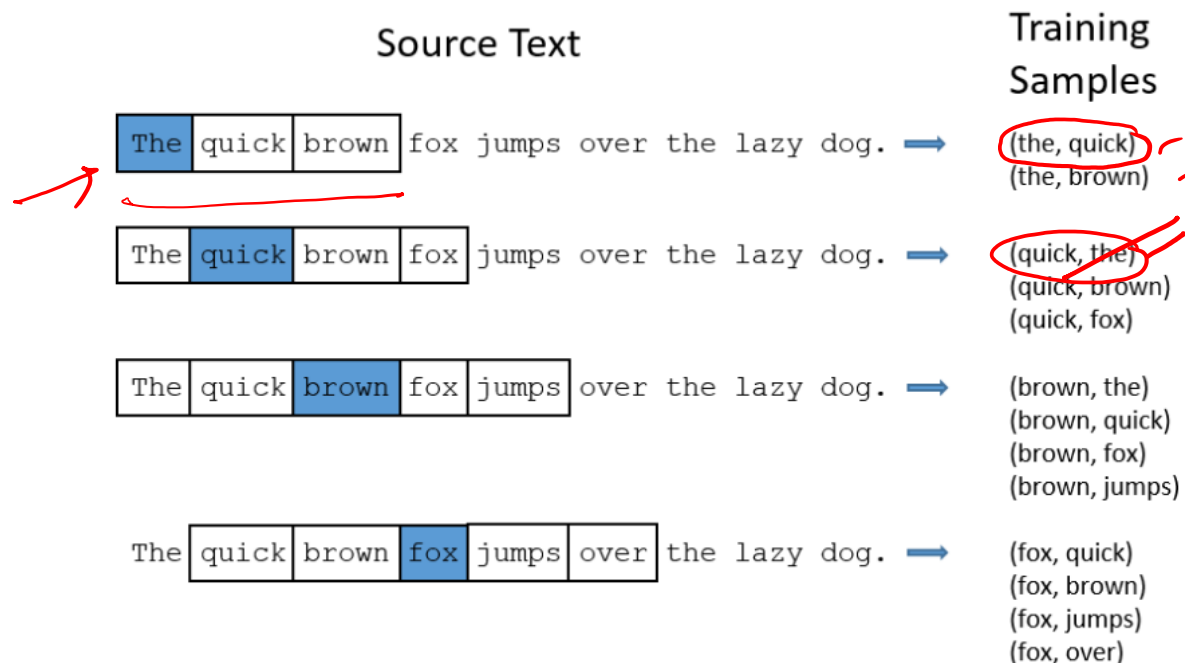 Source Text
Training
Samples
The quick brown fox jumps over the lazy dog.
(the, quick)
(the, brown)
The quick brown fox jumps over the lazy dog.
(quick, the)
(quick, brown)
(quick, fox)
The quick brown fox jumps over the lazy dog.
(brown, the)
(brown, quick)
(brown, fox)
(brown, jumps)
The quick brown fox jumps over the lazy dog.
(fox, quick)
(fox, brown)
(fox, jumps)
(fox, over)